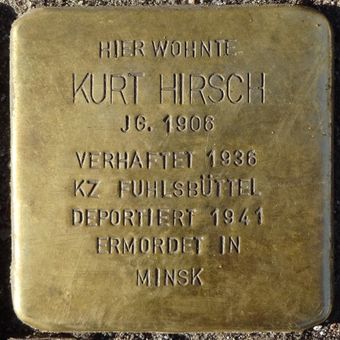 HIER WOHNTE
KURT HIRSCH
JG. 1906
VERHAFTET 1936
KZ FUHLSBÜTTEL
DEPORTIERT 1941
ERMORDET IN
MINSK